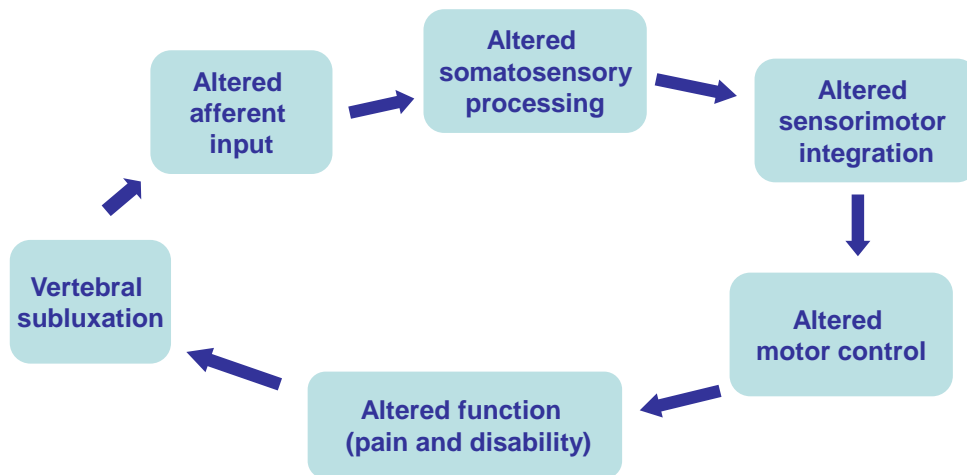 Altered
somatosensory
processing
Altered
afferent
input
Altered
sensorimotor
integration
Vertebral
subluxation
Altered
motor control
Altered function
(pain and disability)